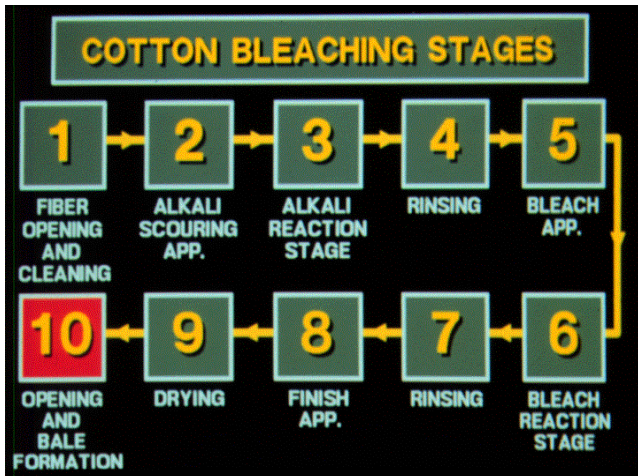 COTTON BLEACHING STAGES
1
2
3
4
5
FIBER
OPENING
AND
CLEANING
ALKALI
SCOURING
APP.
ALKALI
REACTION
STAGE
RINSING
BLEACH
APP.
10
9
8
7
6
OPENING
AND
BALE
FORMATION
DRYING
FINISH
APP.
RINSING
BLEACH
REACTION
STAGE